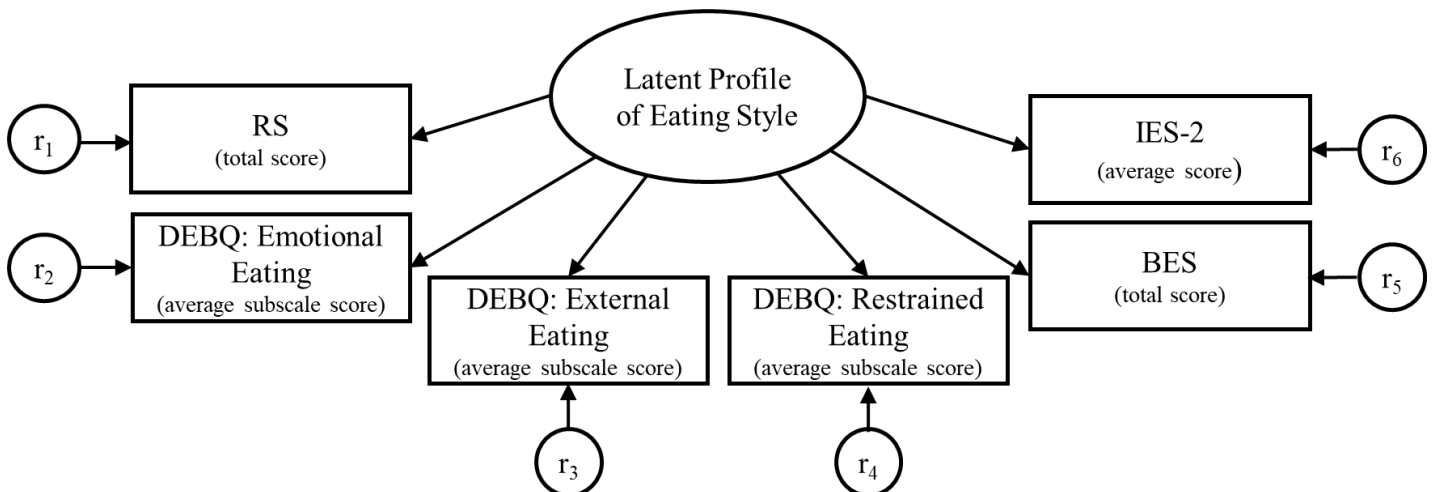 Latent Profile
of Eating Style
r1
RS
(total score)
r2
DEBQ: Emotional
Eating
(average subscale score)
DEBQ: External
Eating
(average subscale score)
r3
DEBQ: Restrained
Eating
(average subscale score)
r4
BES
(total score)
r5
IES-2
(average score)
r6